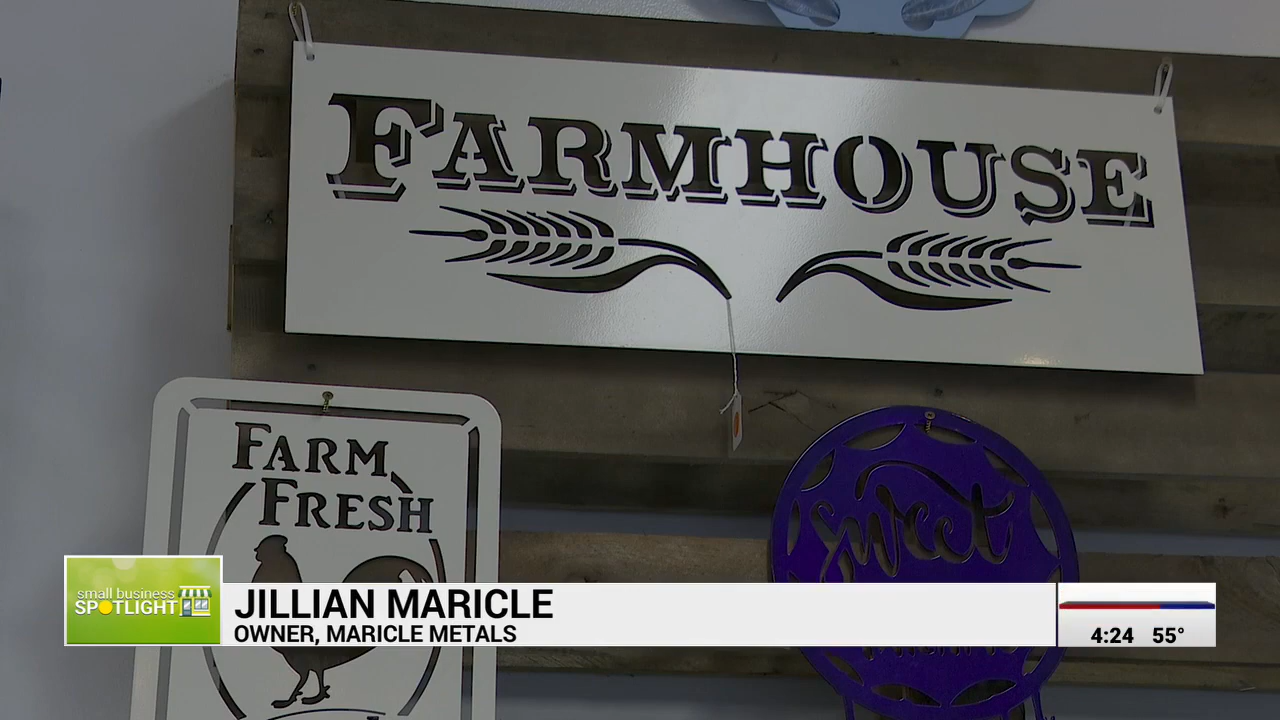 FARMHOUSE
FARM
FRESH
sweet
small business
SPOTLIGHT
JILLIAN MARICLE
OWNER, MARICLE METALS
4:24 55°